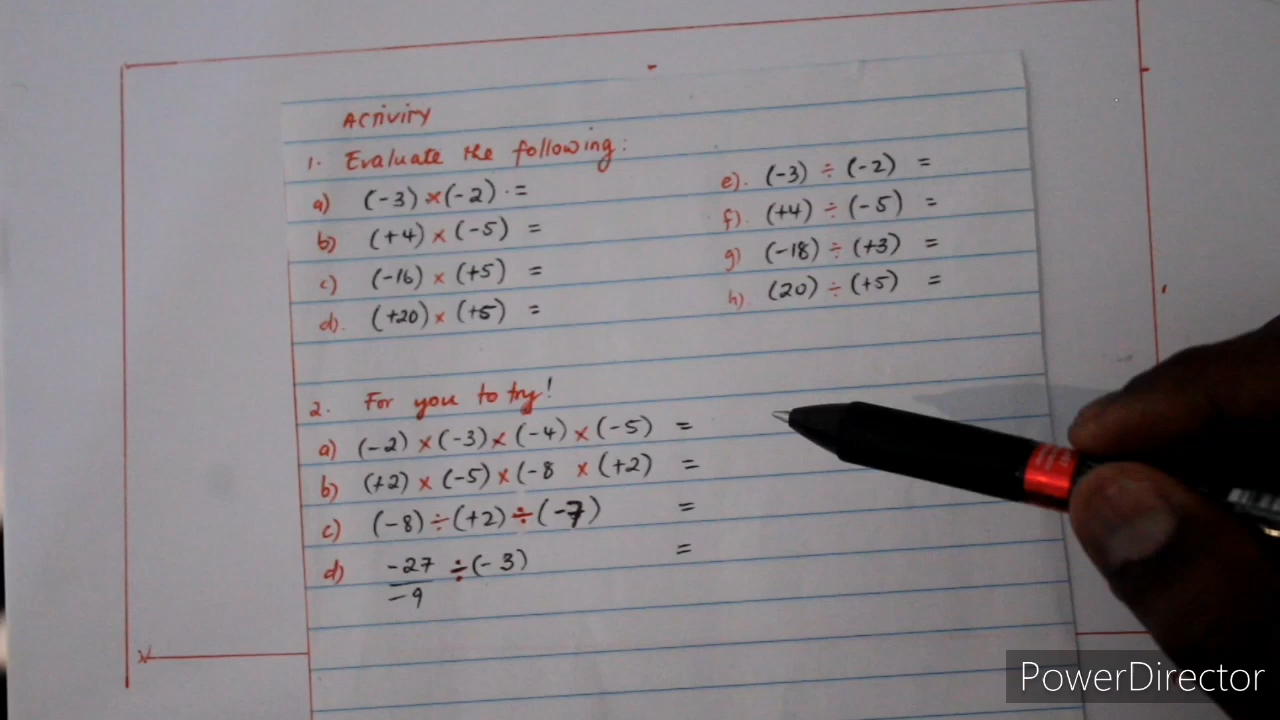 Activity
1. Evaluate the following:
a) (-3) × (-2) · =
b) (+4) × (-5) =
c) (-16) × (+5) =
d). (+20) × (+5) =
e). (-3) ÷ (-2) =
f). (+4) ÷ (-5) =
g) (-18) ÷ (+3) =
h). (20) ÷ (+5) =
2. For you to try!
a) (-2) × (-3) × (-4) × (-5) =
b) (+2) × (-5) × (-8 × (+2) =
c) (-8) ÷ (+2) ÷ (-7) =
d) -27 ÷ (-3) =
-9
PowerDirector